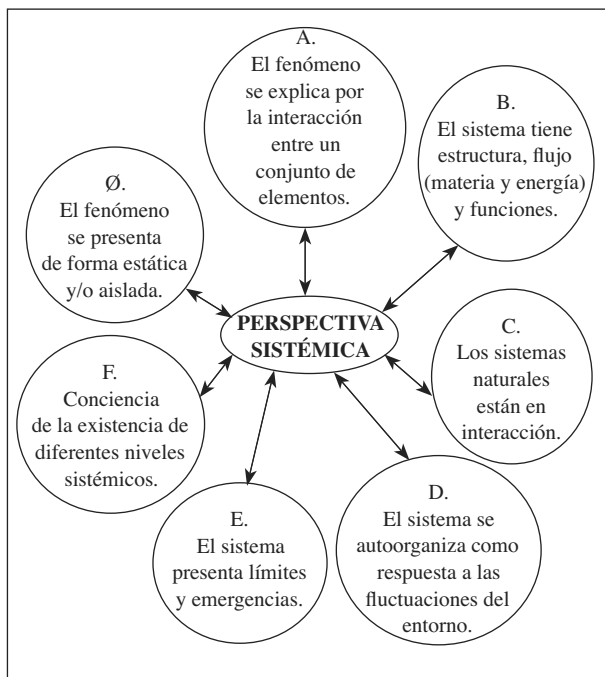 A.
El fenómeno
se explica por
la interacción
entre un
conjunto de
elementos.
B.
El sistema tiene
estructura, flujo
(materia y energía)
y funciones.
C.
Los sistemas
naturales
están en
interacción.
D.
El sistema se
autoorganiza como
respuesta a las
fluctuaciones del
entorno.
E.
El sistema
presenta límites
y emergencias.
F.
Conciencia
de la existencia de
diferentes niveles
sistémicos.
Ø.
El fenómeno
se presenta
de forma estática
y/o aislada.
PERSPECTIVA
SISTÉMICA